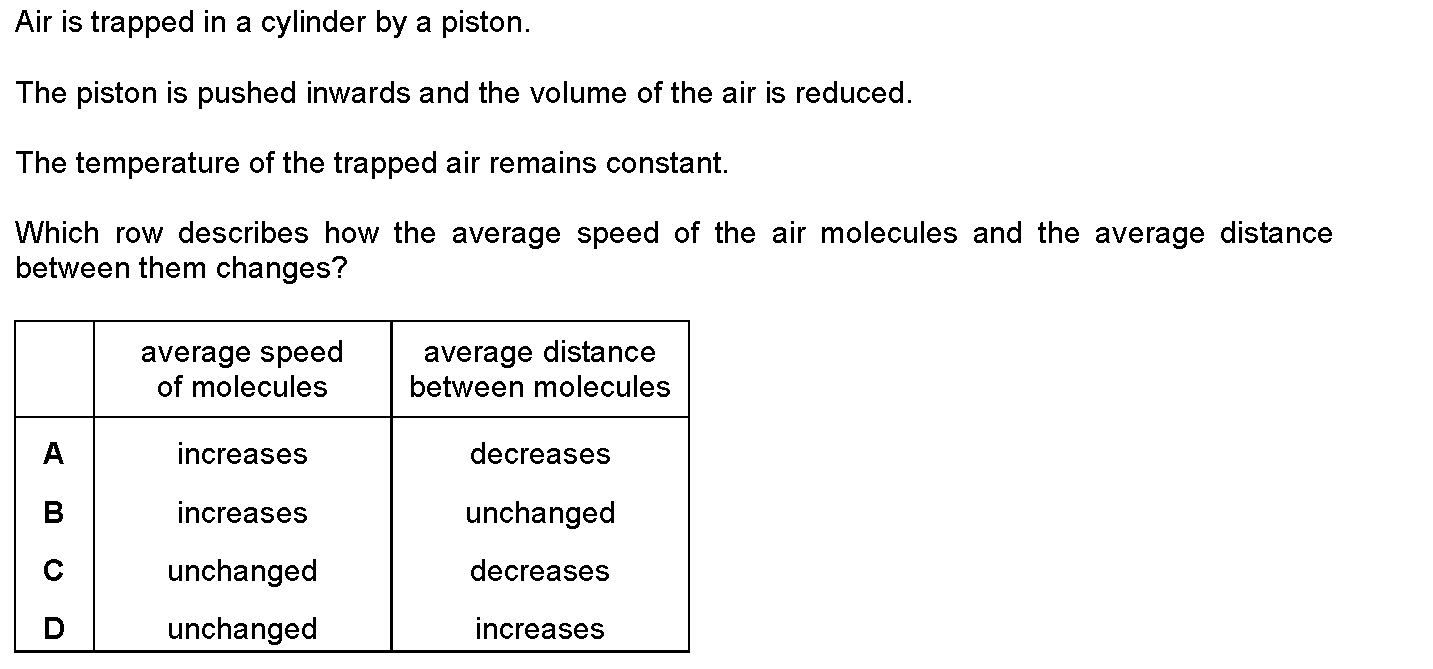 Air is trapped in a cylinder by a piston.
The piston is pushed inwards and the volume of the air is reduced.
The temperature of the trapped air remains constant.
Which row describes how the average speed of the air molecules and the average distance
between them changes?
average speed average distance
of molecules between molecules
A increases decreases
B increases unchanged
C unchanged decreases
D unchanged increases